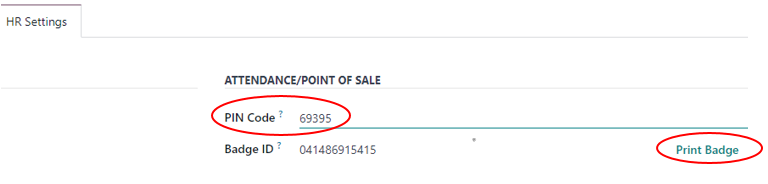 HR Settings
ATTENDANCE/POINT OF SALE
PIN Code ? 69395
Badge ID ? 041486915415 Print Badge